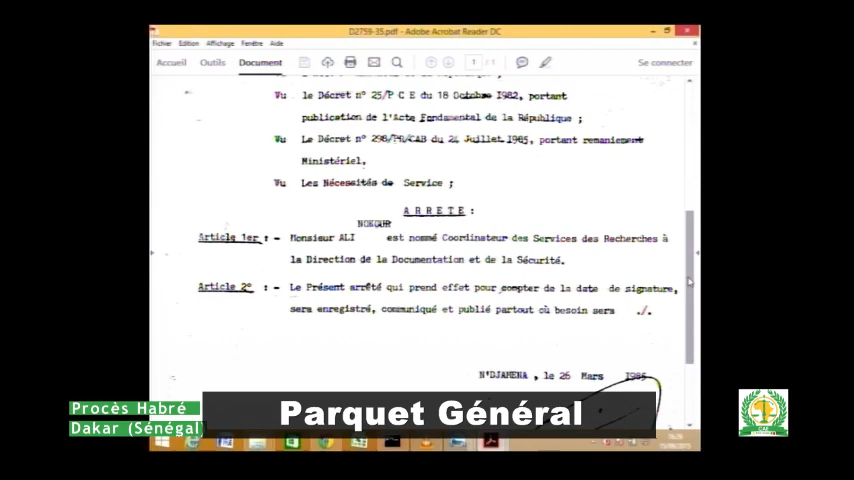 D2759-35.pdf - Adobe Acrobat Reader DC
Fichier Edition Affichage Fenêtre Aide
Accueil Outils Document 1 / 1 Se connecter
Vu le Décret n° 25/P C E du 18 Octobre 1982, portant
publication de l'Acte Fondamental de la République ;
Vu Le Décret n° 298/PR/CAB du 24 Juillet 1985, portant remaniement
Ministériel,
Vu Les Nécessités de Service ;
A R R E T E :
Article 1er : - Monsieur ALI est nommé Coordinateur des Services des Recherches à
la Direction de la Documentation et de la Sécurité.
Article 2° : - Le Présent arrêté qui prend effet pour compter de la date de signature,
sera enregistré, communiqué et publié partout où besoin sera ./.
N'DJAMENA , le 26 Mars 1985
Procès Habré
Dakar (Sénégal)
Parquet Général